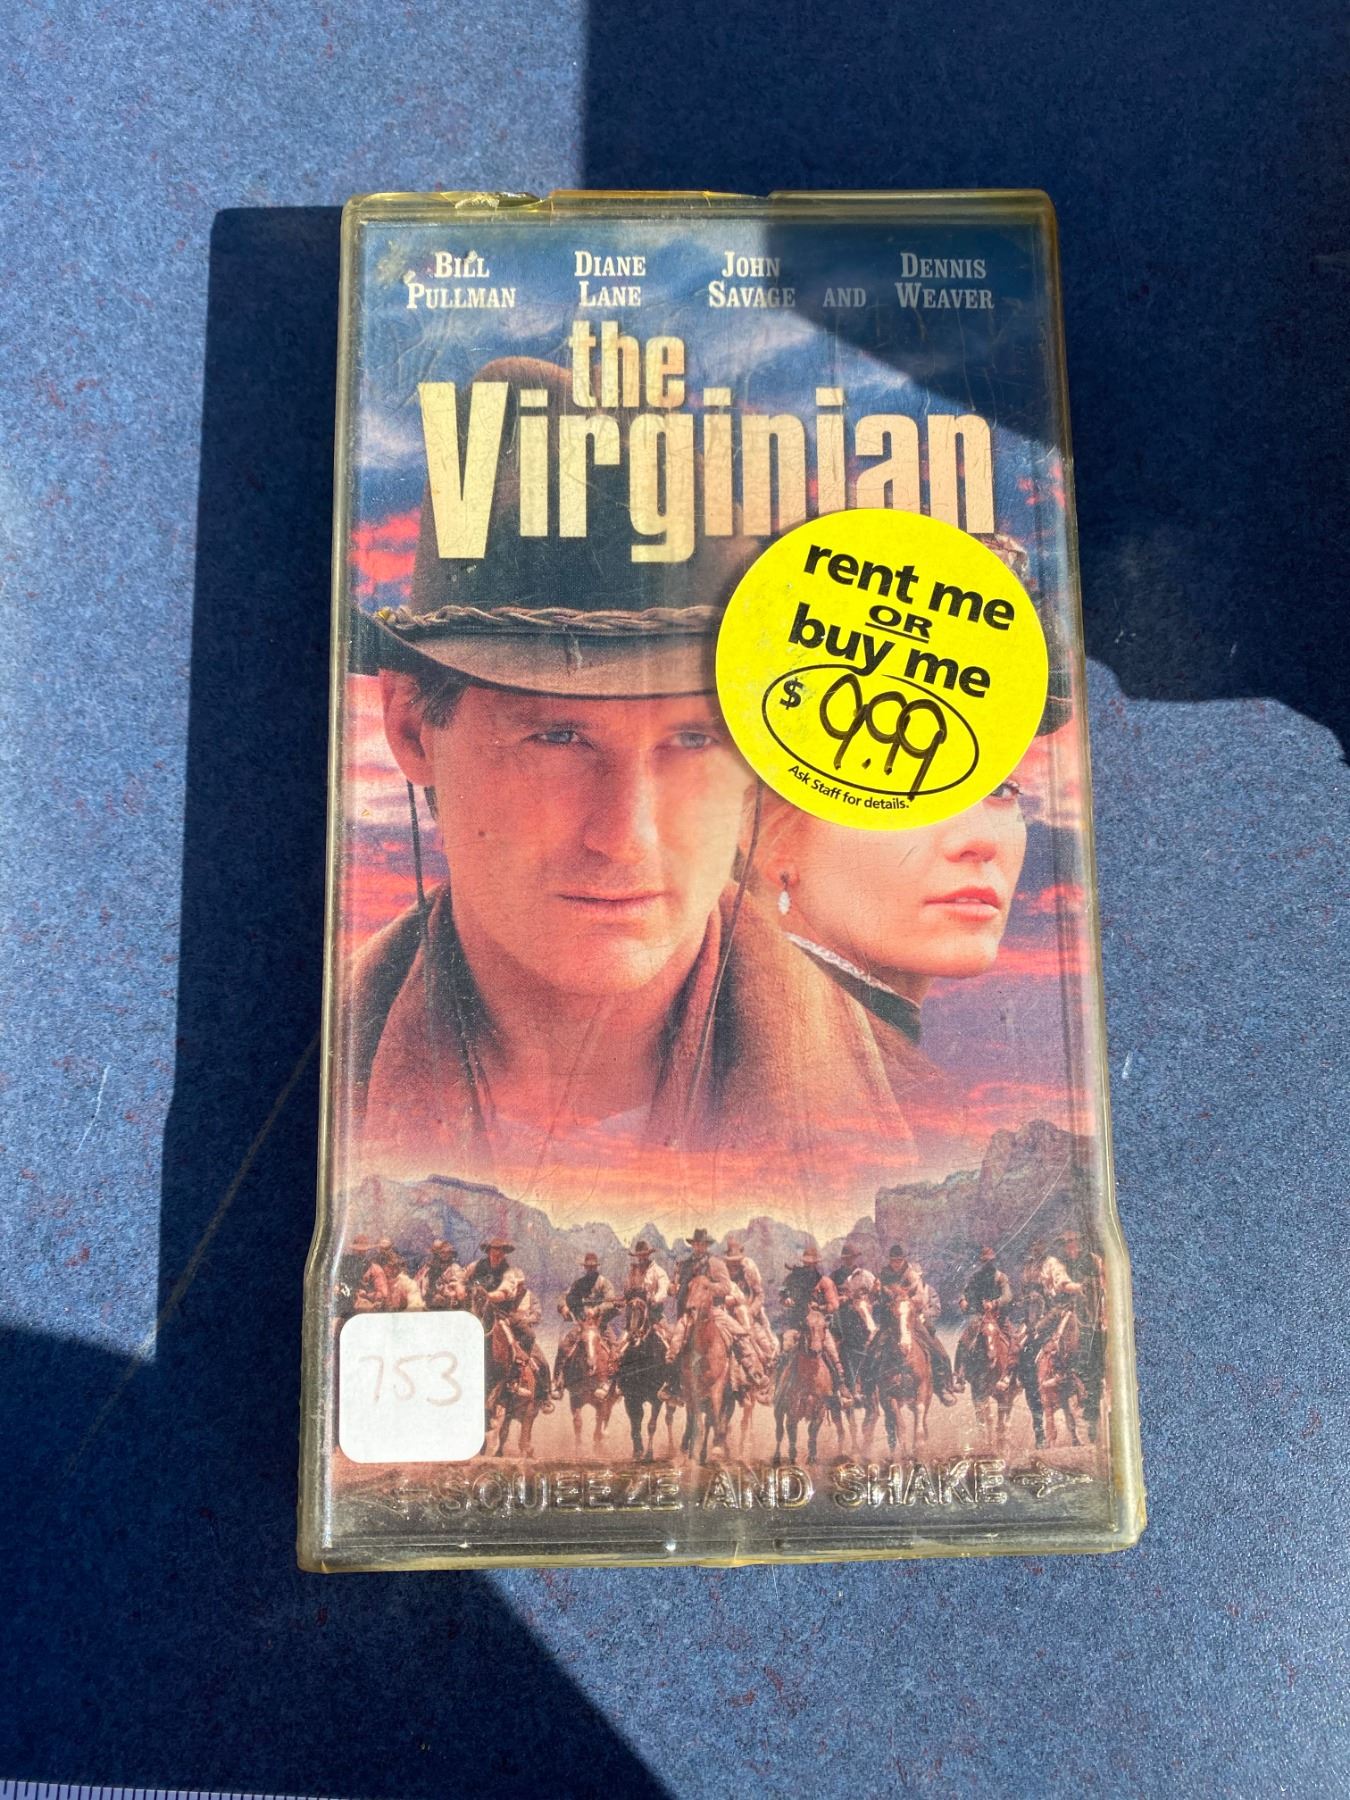 BILL PULLMAN
DIANE LANE
JOHN SAVAGE
AND
DENNIS WEAVER
the
Virginian
rent me
OR
buy me
$ 9.99
Ask Staff for details.
753
SQUEEZE AND SHAKE